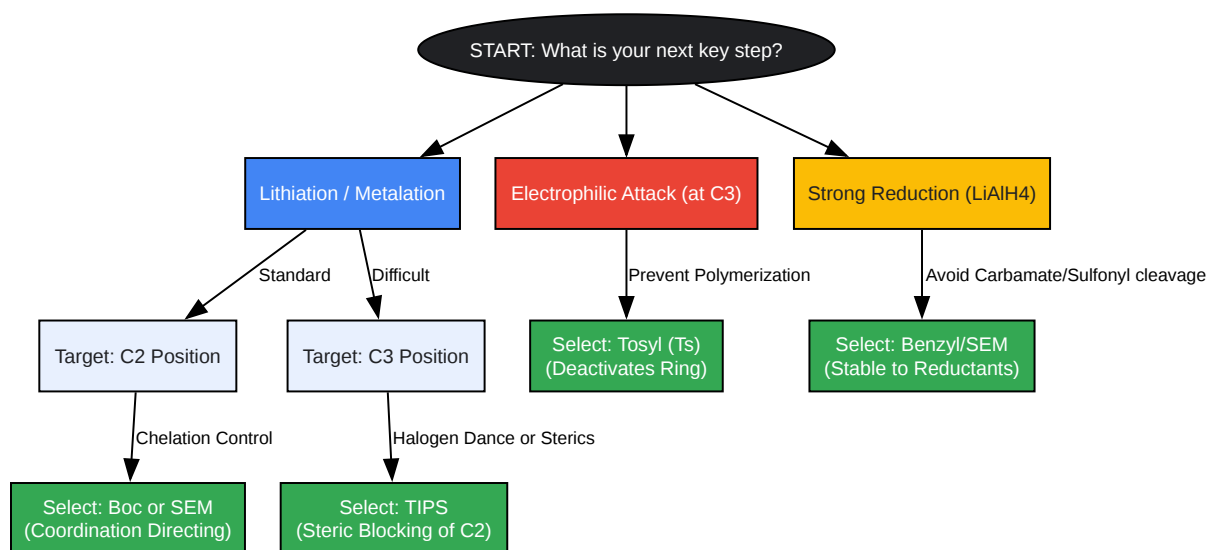 START: What is your next key step?
Lithiation / Metalation
Electrophilic Attack (at C3)
Strong Reduction (LiAlH4)
Standard
Difficult
Prevent Polymerization
Avoid Carbamate/Sulfonyl cleavage
Target: C2 Position
Target: C3 Position
Select: Tosyl (Ts)
(Deactivates Ring)
Select: Benzyl/SEM
(Stable to Reductants)
Chelation Control
Halogen Dance or Sterics
Select: Boc or SEM
(Coordination Directing)
Select: TIPS
(Steric Blocking of C2)